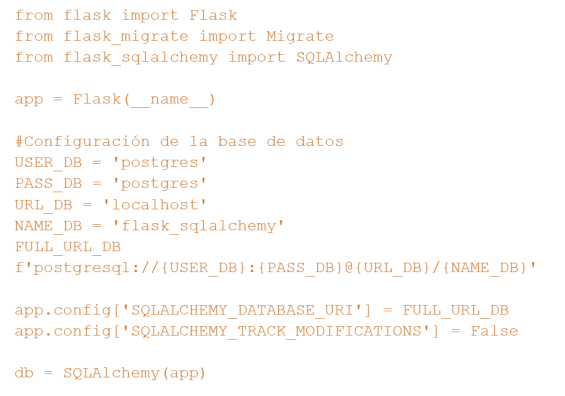 from flask import Flask
from flask_migrate import Migrate
from flask_sqlalchemy import SQLAlchemy
app = Flask(__name__)
#Configuración de la base de datos
USER_DB = 'postgres'
PASS_DB = 'postgres'
URL_DB = 'localhost'
NAME_DB = 'flask_sqlalchemy'
FULL_URL_DB
f'postgresql://{USER_DB}:{PASS_DB}@{URL_DB}/{NAME_DB}'
app.config['SQLALCHEMY_DATABASE_URI'] = FULL_URL_DB
app.config['SQLALCHEMY_TRACK_MODIFICATIONS'] = False
db = SQLAlchemy(app)